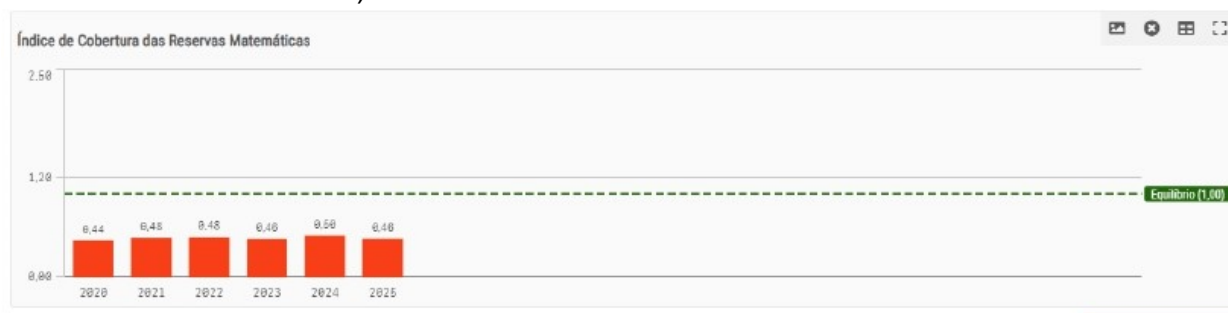 Índice de Cobertura das Reservas Matemáticas
2.50
1,20
Equilíbrio (1,00)
0,44 0,48 0.48 0,46 0.50 0,46
0,00
2020 2021 2022 2023 2024 2025